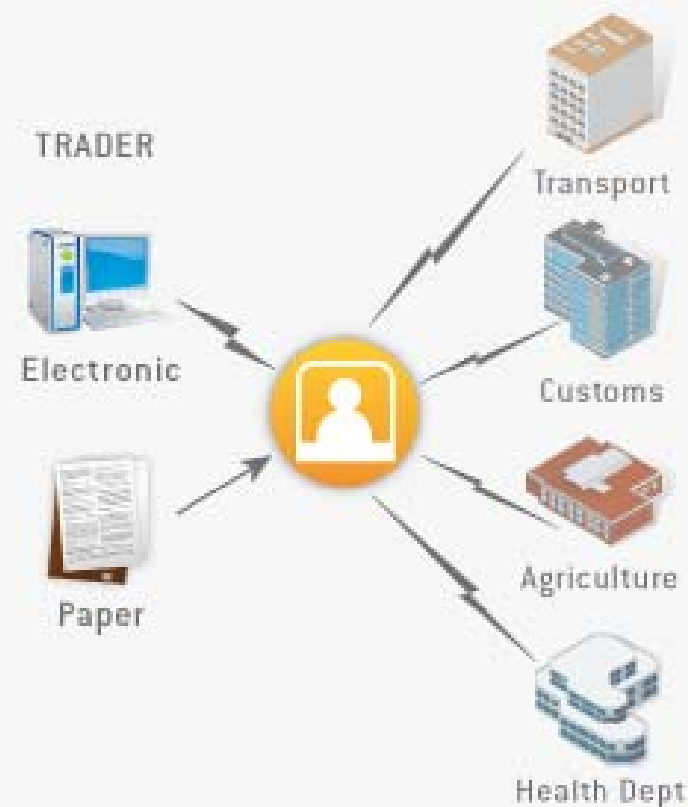 TRADER
Electronic
Paper
Transport
Customs
Agriculture
Health Dept